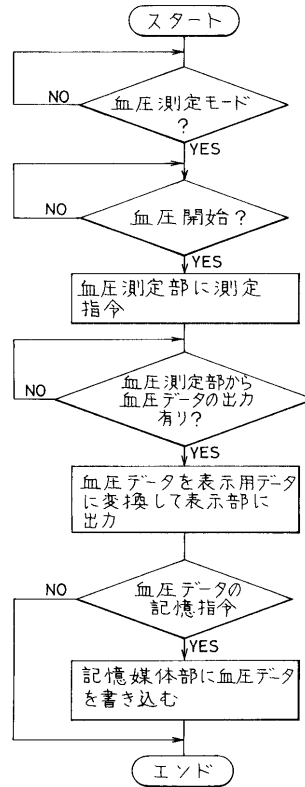 スタート
NO
血圧測定モード
?
YES
NO
血圧開始?
YES
血圧測定部に測定
指令
NO
血圧測定部から
血圧データの出力
有り?
YES
血圧データを表示用データ
に変換して表示部に
出力
NO
血圧データの
記憶指令
YES
記憶媒体部に血圧データ
を書き込む
エンド